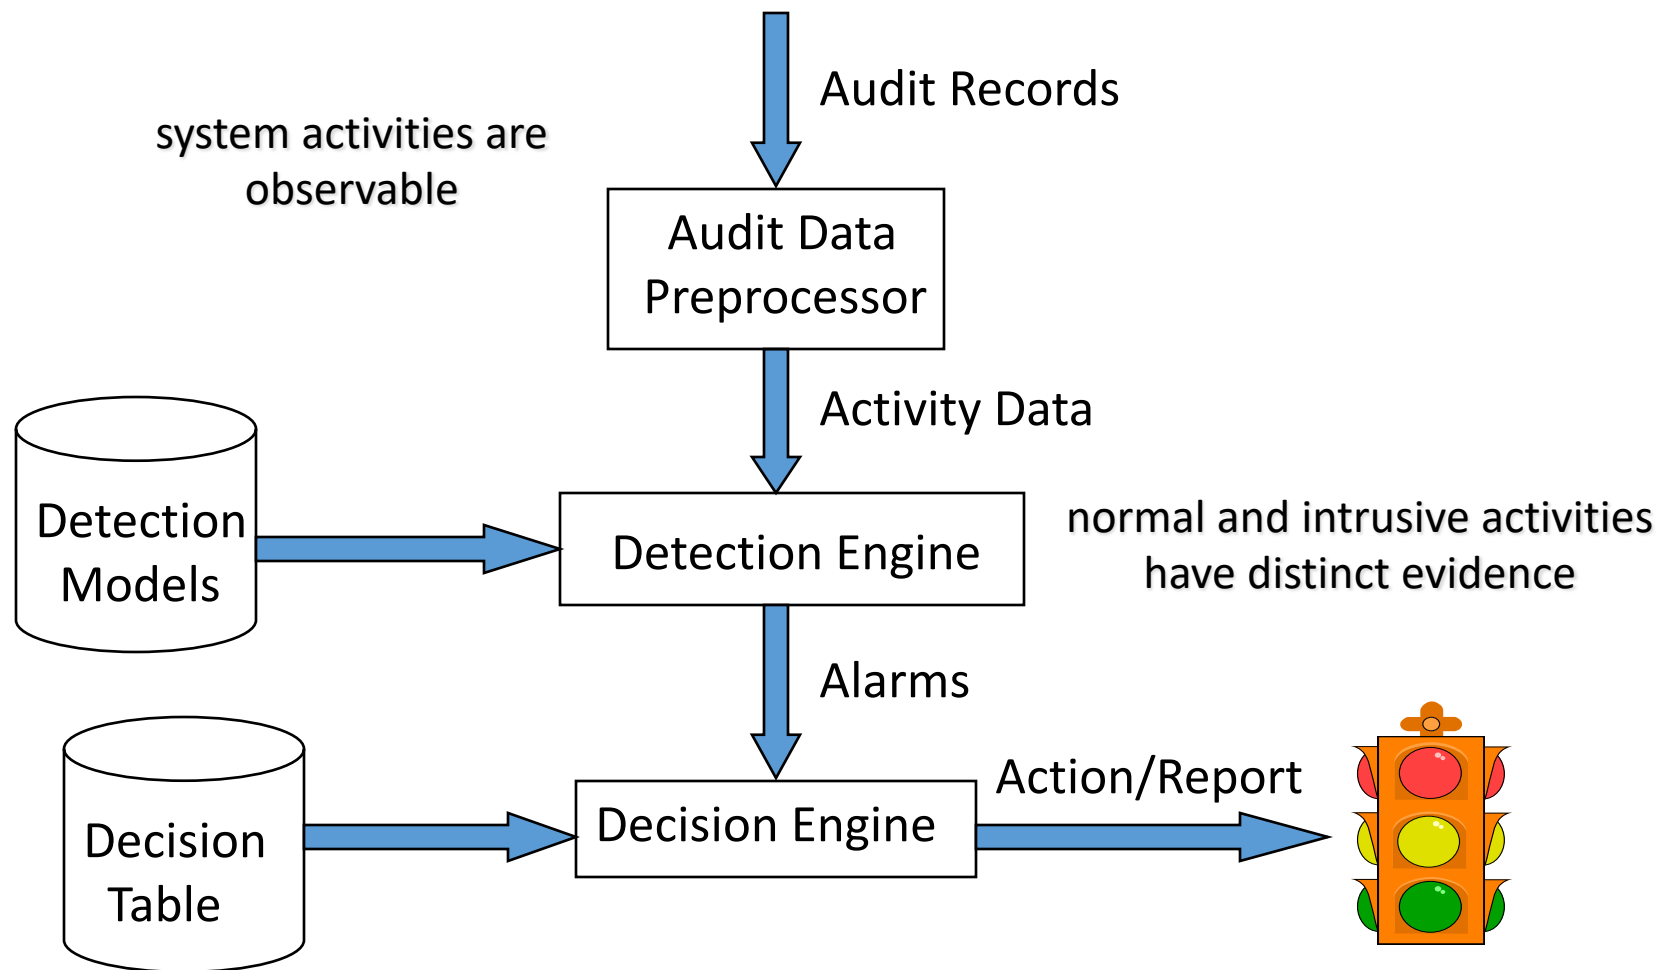 Audit Records
system activities are
observable
Audit Data
Preprocessor
Activity Data
Detection
Models
Detection Engine
normal and intrusive activities
have distinct evidence
Alarms
Action/Report
Decision
Table
Decision Engine